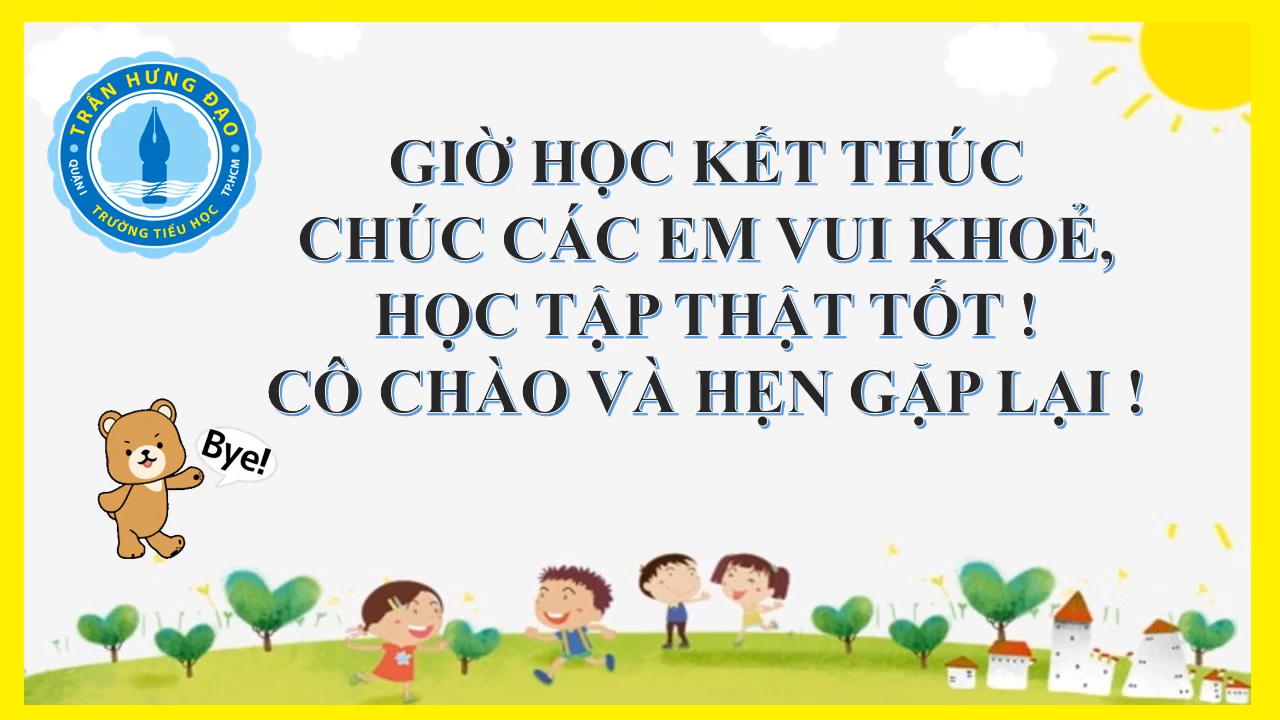 TRẦN HƯNG ĐẠO
QUẬN 1
TP.HCM
TRƯỜNG TIỂU HỌC
GIỜ HỌC KẾT THÚC
CHÚC CÁC EM VUI KHOẺ,
HỌC TẬP THẬT TỐT !
CÔ CHÀO VÀ HẸN GẶP LẠI !
Bye!